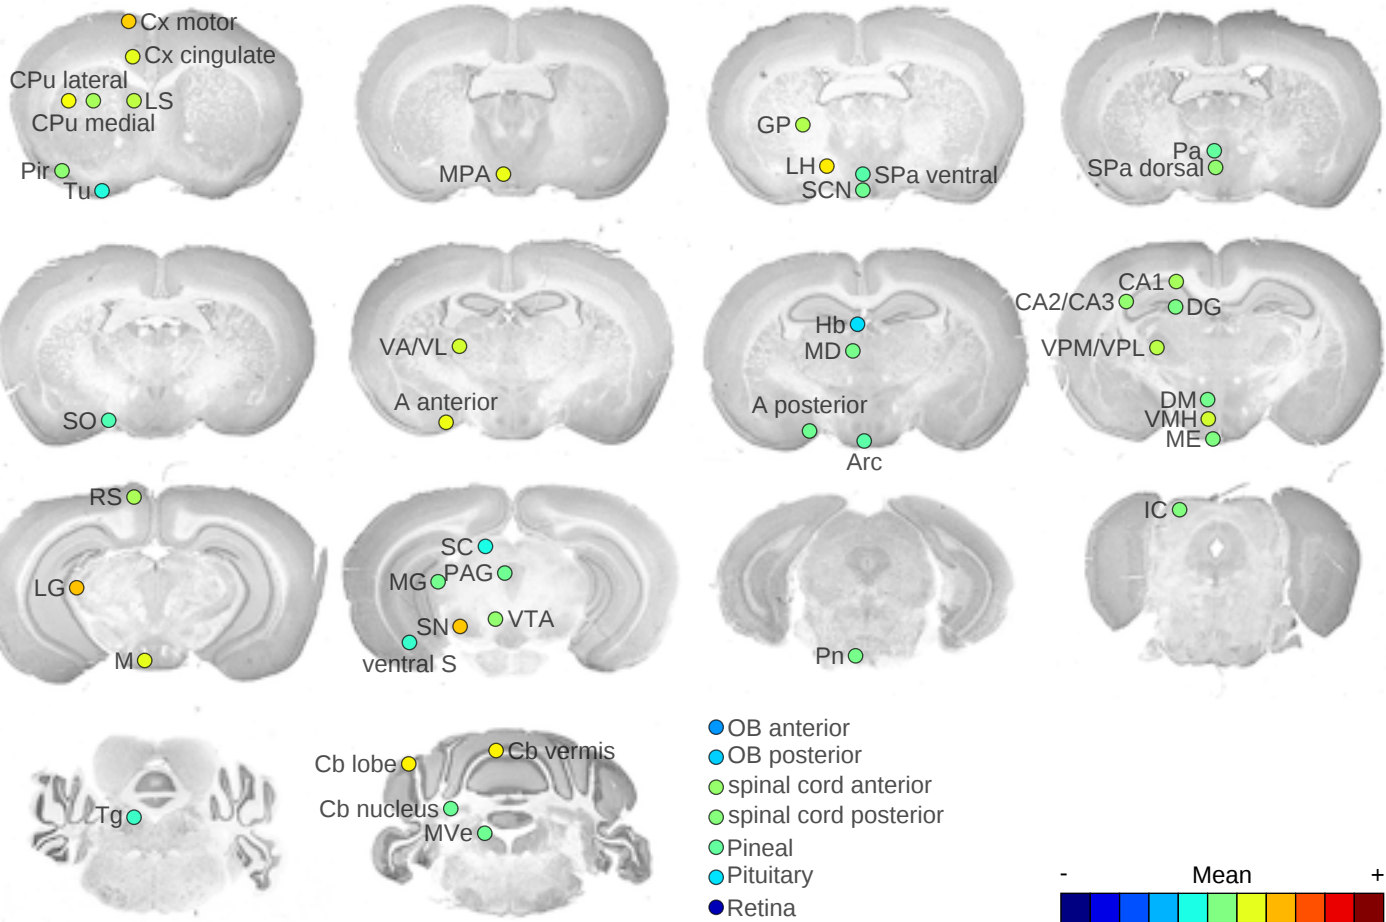 Cx motor
Cx cingulate
CPu lateral
LS
CPu medial
Pir
Tu
MPA
GP
LH
SPa ventral
SCN
Pa
SPa dorsal
SO
VA/VL
A anterior
Hb
MD
A posterior
Arc
CA1
CA2/CA3
DG
VPM/VPL
DM
VMH
ME
RS
LG
M
SC
PAG
MG
VTA
SN
ventral S
Pn
IC
Tg
Cb vermis
Cb lobe
Cb nucleus
MVe
OB anterior
OB posterior
spinal cord anterior
spinal cord posterior
Pineal
Pituitary
Retina
- Mean +